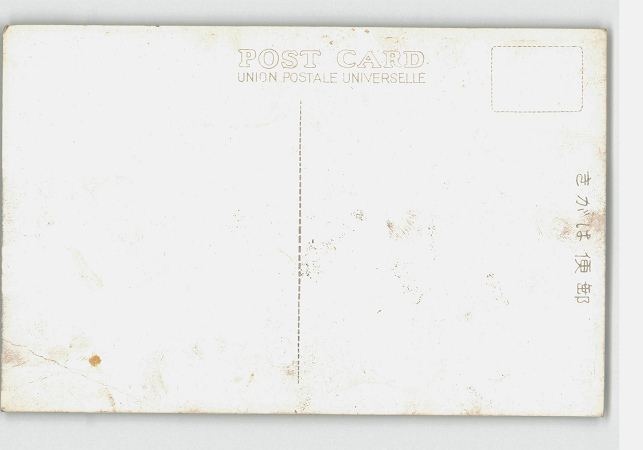 POST CARD
UNION POSTALE UNIVERSELLE
きがは便郵